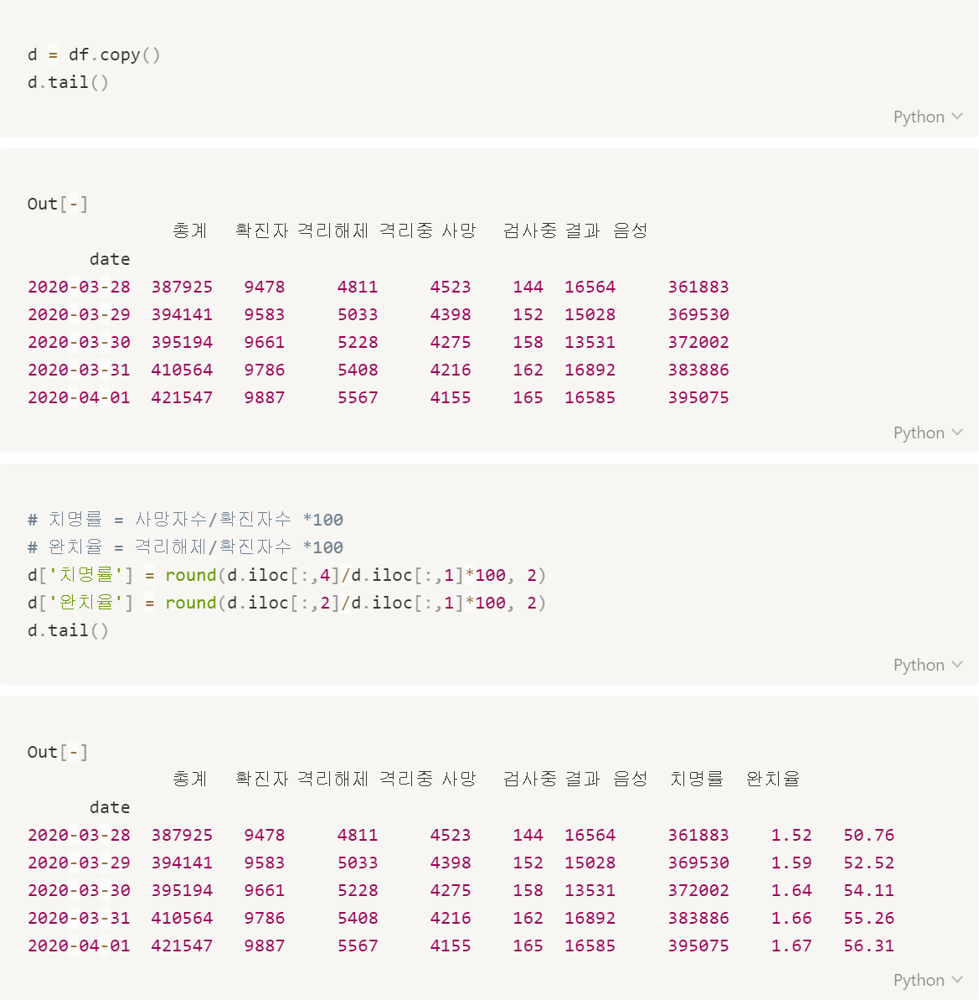 d = df.copy()
d.tail()
Python
Out[-]
총계 확진자 격리해제 격리중 사망 검사중 결과 음성
date
2020-03-28 387925 9478 4811 4523 144 16564 361883
2020-03-29 394141 9583 5033 4398 152 15028 369530
2020-03-30 395194 9661 5228 4275 158 13531 372002
2020-03-31 410564 9786 5408 4216 162 16892 383886
2020-04-01 421547 9887 5567 4155 165 16585 395075
Python
# 치명률 = 사망자수/확진자수 *100
# 완치율 = 격리해제/확진자수 *100
d['치명률'] = round(d.iloc[:,4]/d.iloc[:,1]*100, 2)
d['완치율'] = round(d.iloc[:,2]/d.iloc[:,1]*100, 2)
d.tail()
Python
Out[-]
총계 확진자 격리해제 격리중 사망 검사중 결과 음성 치명률 완치율
date
2020-03-28 387925 9478 4811 4523 144 16564 361883 1.52 50.76
2020-03-29 394141 9583 5033 4398 152 15028 369530 1.59 52.52
2020-03-30 395194 9661 5228 4275 158 13531 372002 1.64 54.11
2020-03-31 410564 9786 5408 4216 162 16892 383886 1.66 55.26
2020-04-01 421547 9887 5567 4155 165 16585 395075 1.67 56.31
Python